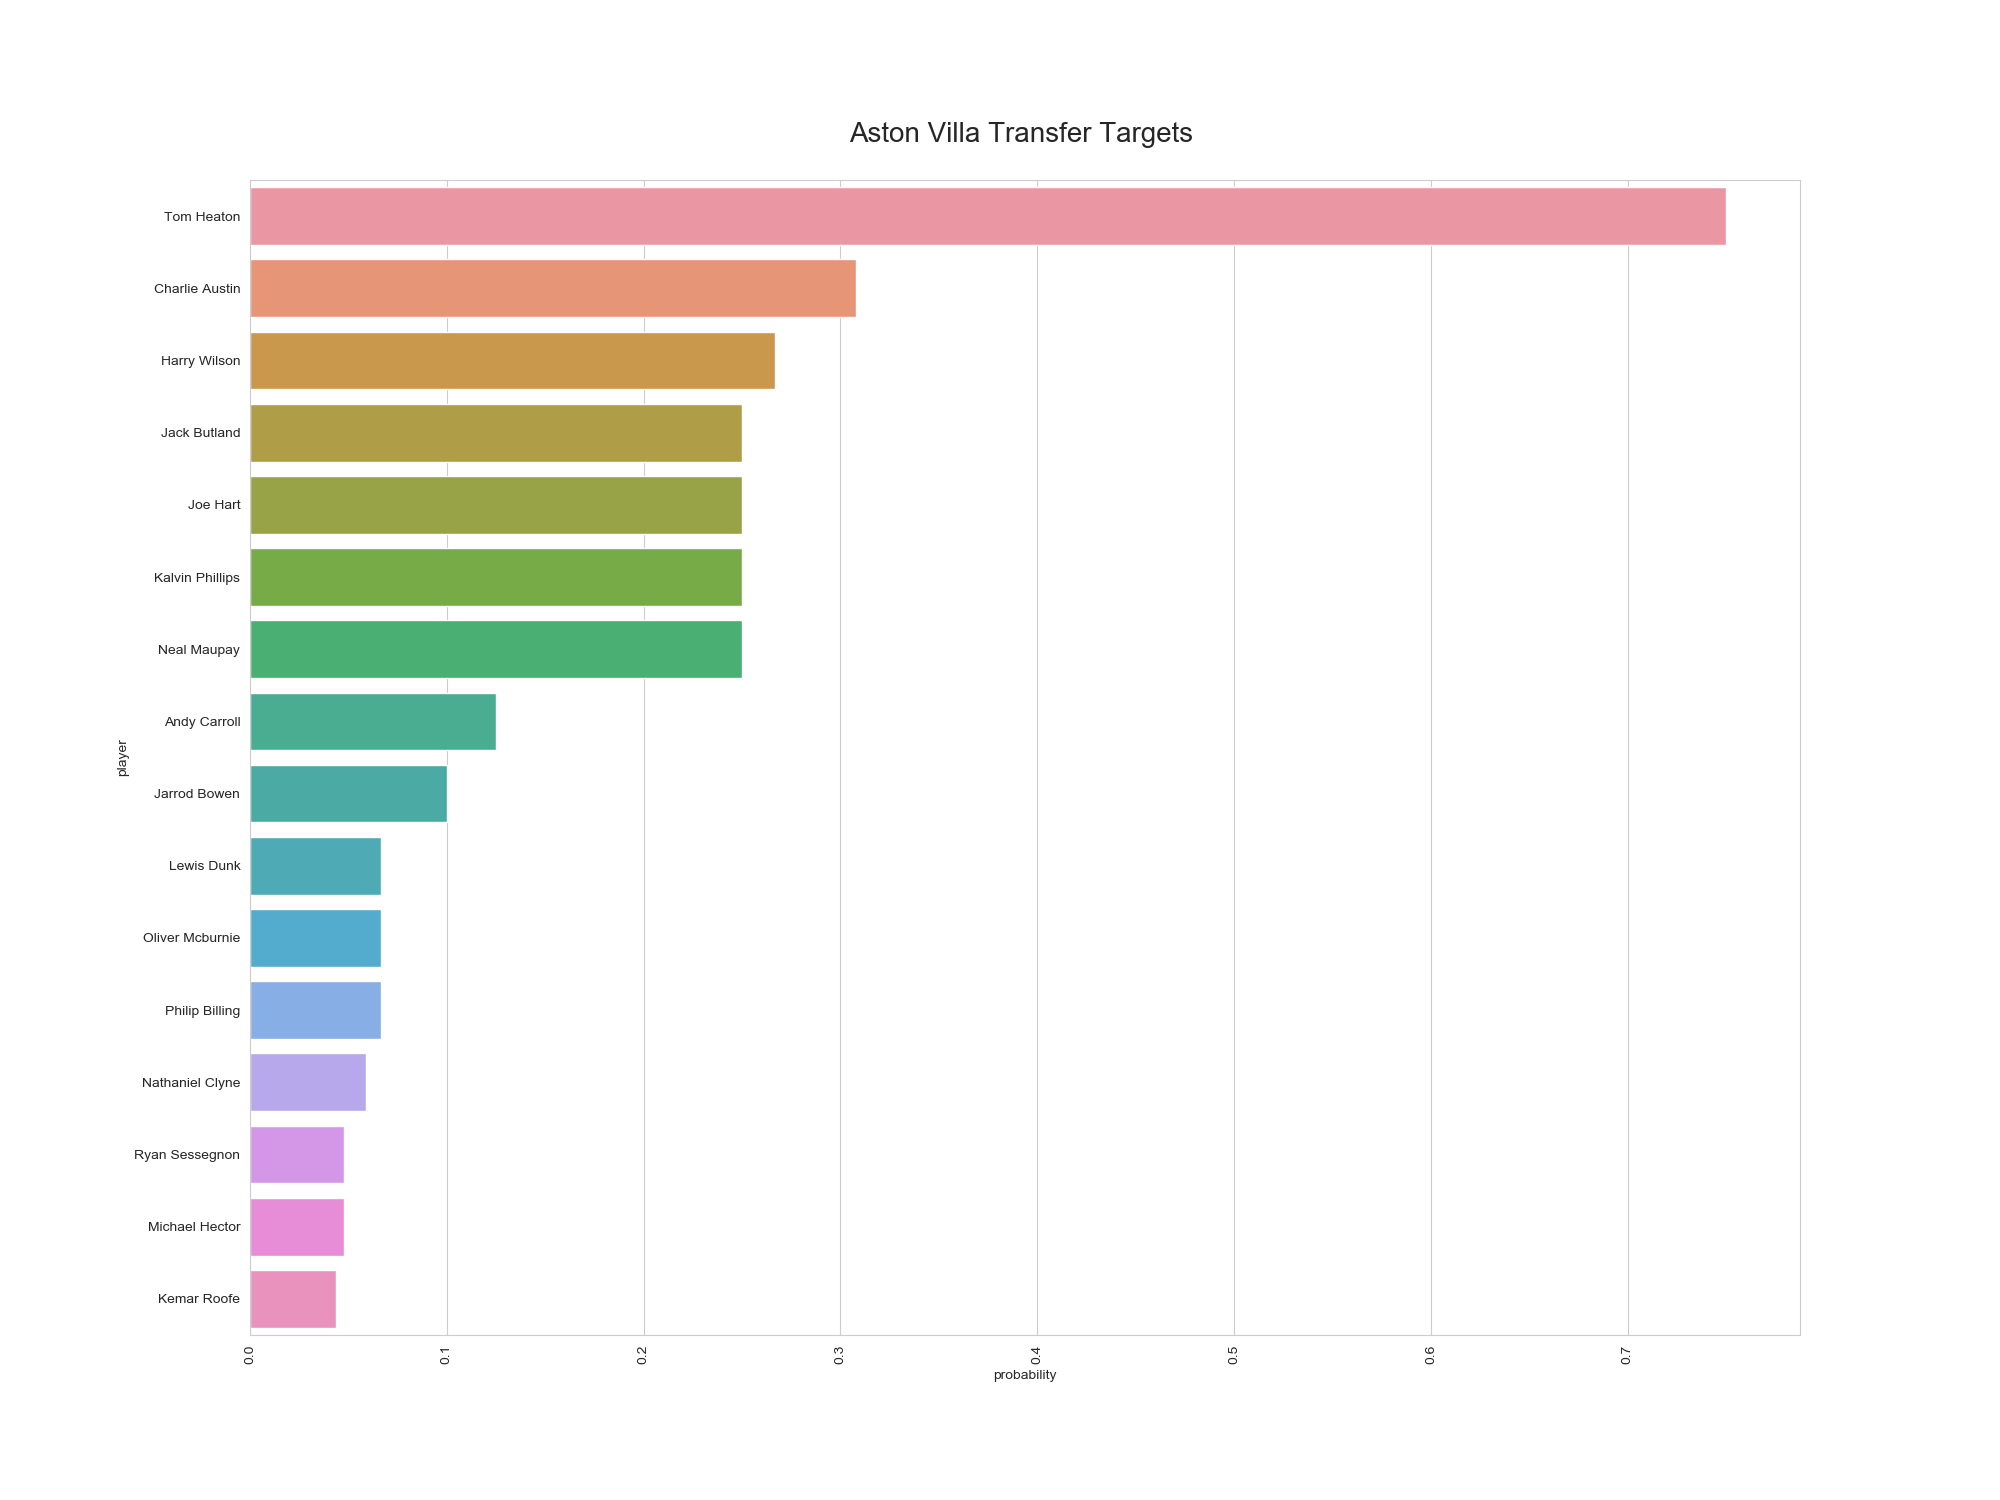 Aston Villa Transfer Targets
Tom Heaton
Charlie Austin
Harry Wilson
Jack Butland
Joe Hart
Kalvin Phillips
Neal Maupay
Andy Carroll
Jarrod Bowen
Lewis Dunk
Oliver Mcburnie
Philip Billing
Nathaniel Clyne
Ryan Sessegnon
Michael Hector
Kemar Roofe
player
0.0 0.1 0.2 0.3 0.4 0.5 0.6 0.7
probability